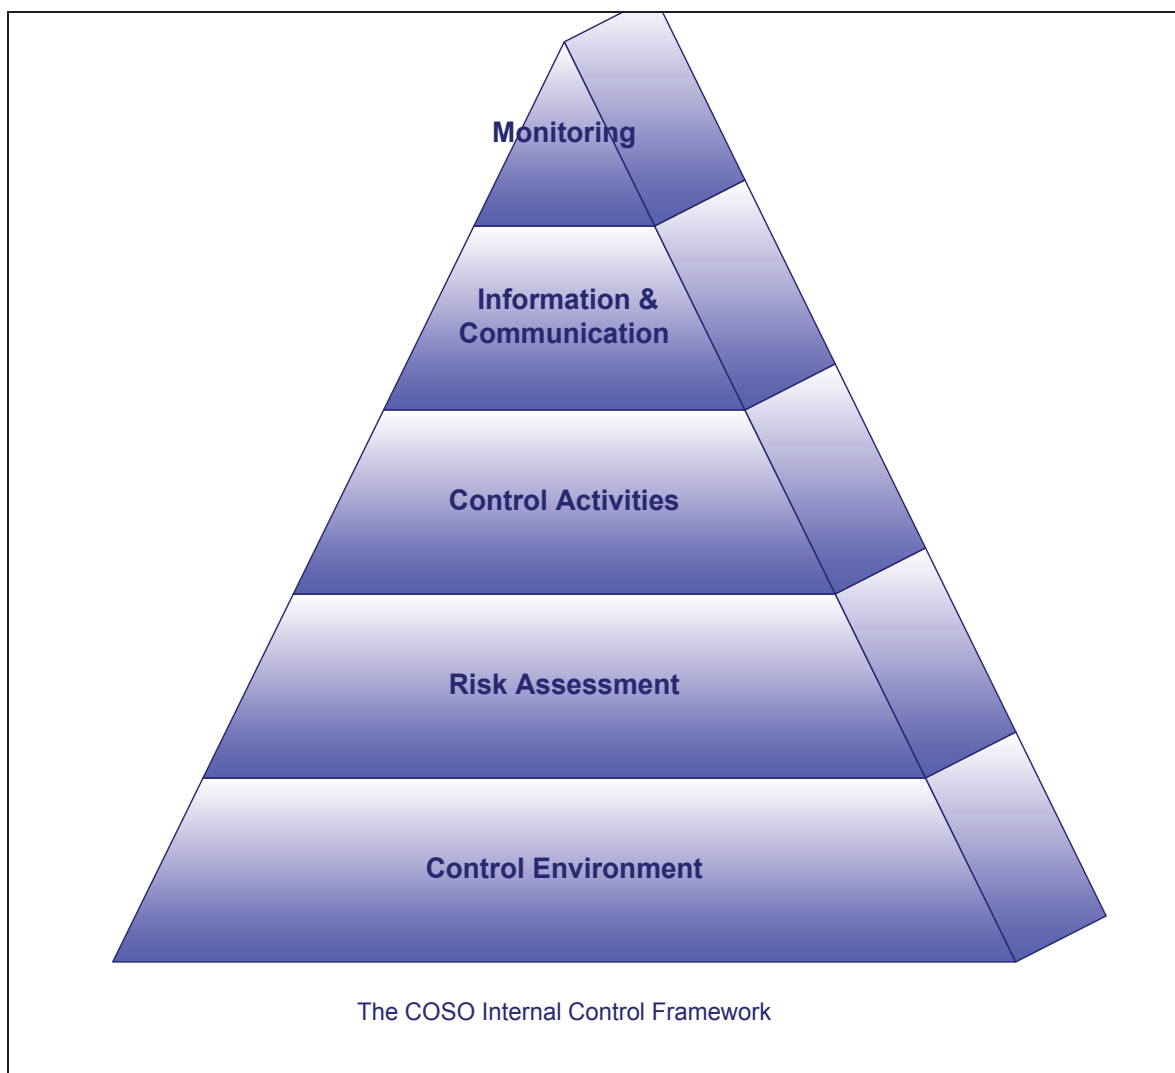 Monitoring
Information &
Communication
Control Activities
Risk Assessment
Control Environment
The COSO Internal Control Framework